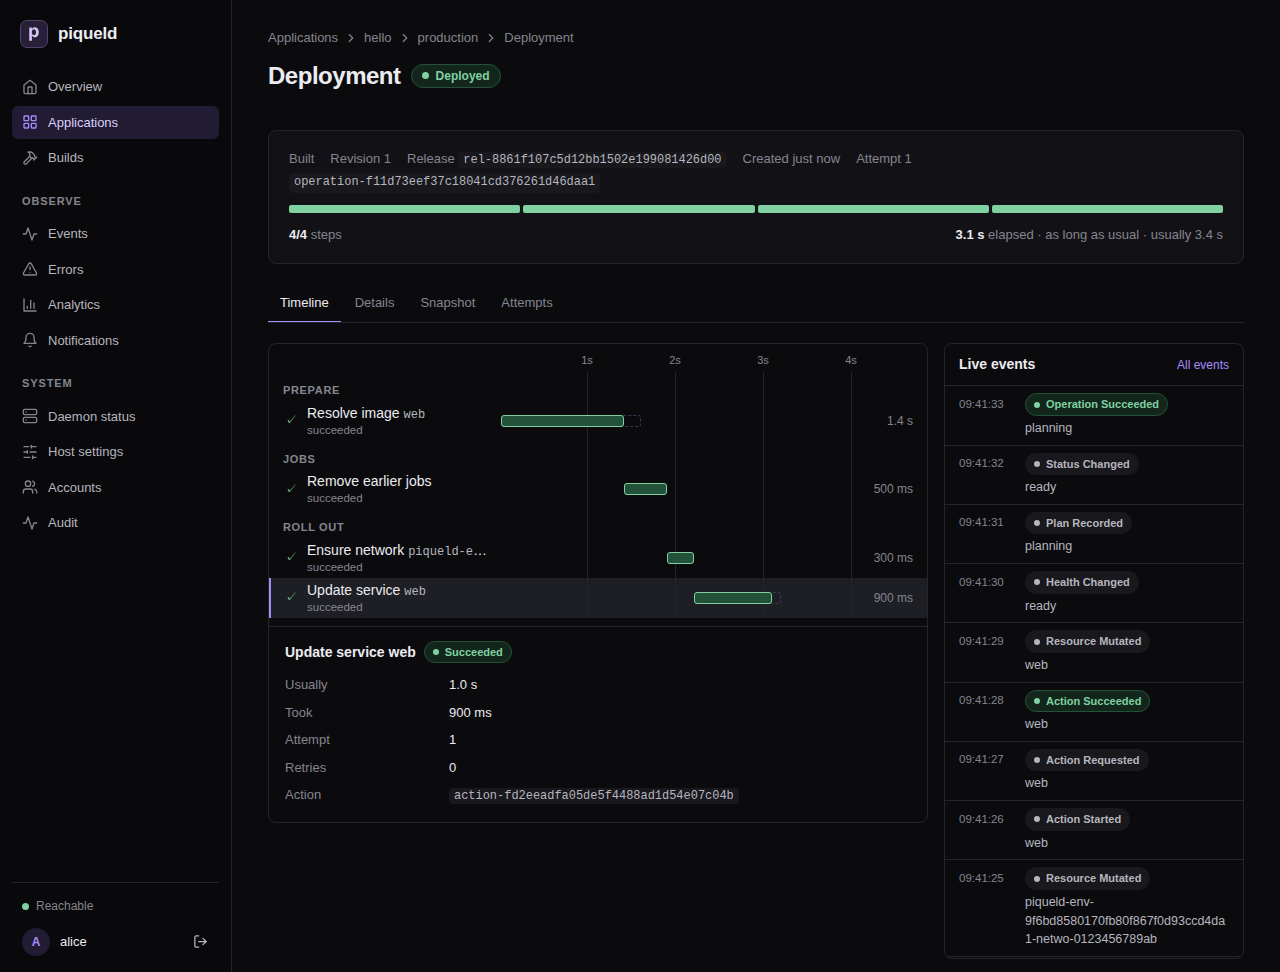 piqueld
Overview
Applications
Builds
OBSERVE
Events
Errors
Analytics
Notifications
SYSTEM
Daemon status
Host settings
Accounts
Audit
Reachable
A alice
Applications > hello > production > Deployment
Deployment Deployed
Built Revision 1 Release rel-8861f107c5d12bb1502e199081426d00 Created just now Attempt 1
operation-f11d73eef37c18041cd376261d46daa1
4/4 steps 3.1 s elapsed · as long as usual · usually 3.4 s
Timeline Details Snapshot Attempts
1s 2s 3s 4s
PREPARE
✓ Resolve image web 1.4 s
succeeded
JOBS
✓ Remove earlier jobs 500 ms
succeeded
ROLL OUT
✓ Ensure network piqueld-e… 300 ms
succeeded
✓ Update service web 900 ms
succeeded
Update service web Succeeded
Usually 1.0 s
Took 900 ms
Attempt 1
Retries 0
Action action-fd2eeadfa05de5f4488ad1d54e07c04b
Live events All events
09:41:33 Operation Succeeded
planning
09:41:32 Status Changed
ready
09:41:31 Plan Recorded
planning
09:41:30 Health Changed
ready
09:41:29 Resource Mutated
web
09:41:28 Action Succeeded
web
09:41:27 Action Requested
web
09:41:26 Action Started
web
09:41:25 Resource Mutated
piqueld-env-
9f6bd8580170fb80f867f0d93ccd4da
1-netwo-0123456789ab